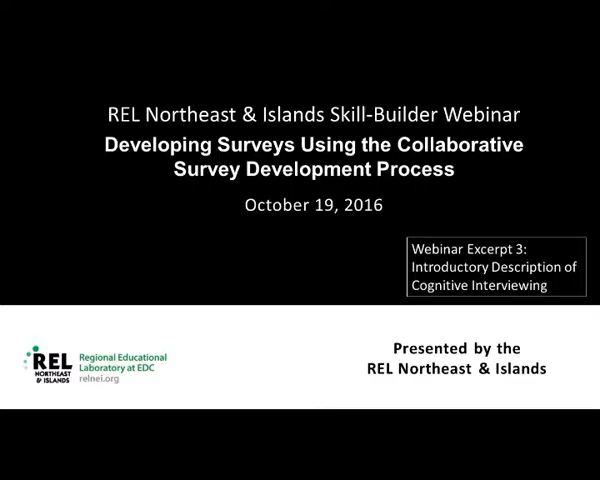 REL Northeast & Islands Skill-Builder Webinar
Developing Surveys Using the Collaborative
Survey Development Process
October 19, 2016
Webinar Excerpt 3:
Introductory Description of
Cognitive Interviewing
REL
NORTHEAST
& ISLANDS
Regional Educational
Laboratory at EDC
relnei.org
Presented by the
REL Northeast & Islands